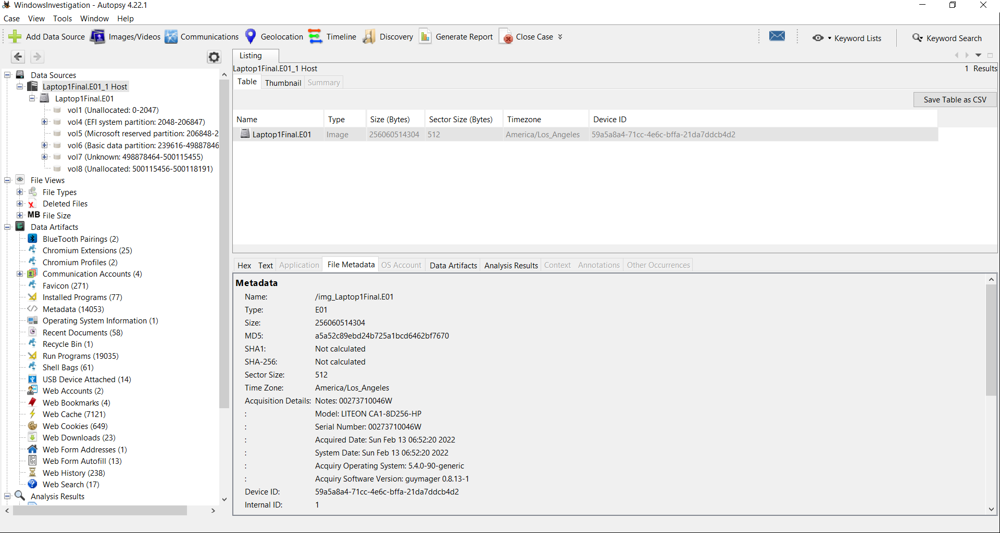 WindowsInvestigation - Autopsy 4.22.1
Case View Tools Window Help
Add Data Source Images/Videos Communications Geolocation Timeline Discovery Generate Report Close Case Keyword Lists Keyword Search
Data Sources
Laptop1Final.E01_1 Host
Laptop1Final.E01
vol1 (Unallocated: 0-2047)
vol4 (EFI system partition: 2048-206847)
vol5 (Microsoft reserved partition: 206848-2
vol6 (Basic data partition: 239616-49887846
vol7 (Unknown: 498878464-500115455)
vol8 (Unallocated: 500115456-500118191)
File Views
File Types
Deleted Files
MB File Size
Data Artifacts
BlueTooth Pairings (2)
Chromium Extensions (25)
Chromium Profiles (2)
Communication Accounts (4)
Favicon (271)
Installed Programs (77)
Metadata (14053)
Operating System Information (1)
Recent Documents (58)
Recycle Bin (1)
Run Programs (19035)
Shell Bags (61)
USB Device Attached (14)
Web Accounts (2)
Web Bookmarks (4)
Web Cache (7121)
Web Cookies (649)
Web Downloads (23)
Web Form Addresses (1)
Web Form Autofill (13)
Web History (238)
Web Search (17)
Analysis Results
Listing
Laptop1Final.E01_1 Host 1 Results
Table Thumbnail Summary
Save Table as CSV
Name Type Size (Bytes) Sector Size (Bytes) Timezone Device ID
Laptop1Final.E01 Image 256060514304 512 America/Los_Angeles 59a5a8a4-71cc-4e6c-bffa-21da7ddcb4d2
Hex Text Application File Metadata OS Account Data Artifacts Analysis Results Context Annotations Other Occurrences
Metadata
Name: /img_Laptop1Final.E01
Type: E01
Size: 256060514304
MD5: a5a52c89ebd24b725a1bcd6462bf7670
SHA1: Not calculated
SHA-256: Not calculated
Sector Size: 512
Time Zone: America/Los_Angeles
Acquisition Details: Notes: 00273710046W
: Model: LITEON CA1-8D256-HP
: Serial Number: 00273710046W
: Acquired Date: Sun Feb 13 06:52:20 2022
: System Date: Sun Feb 13 06:52:20 2022
: Acquiry Operating System: 5.4.0-90-generic
: Acquiry Software Version: guymager 0.8.13-1
Device ID: 59a5a8a4-71cc-4e6c-bffa-21da7ddcb4d2
Internal ID: 1